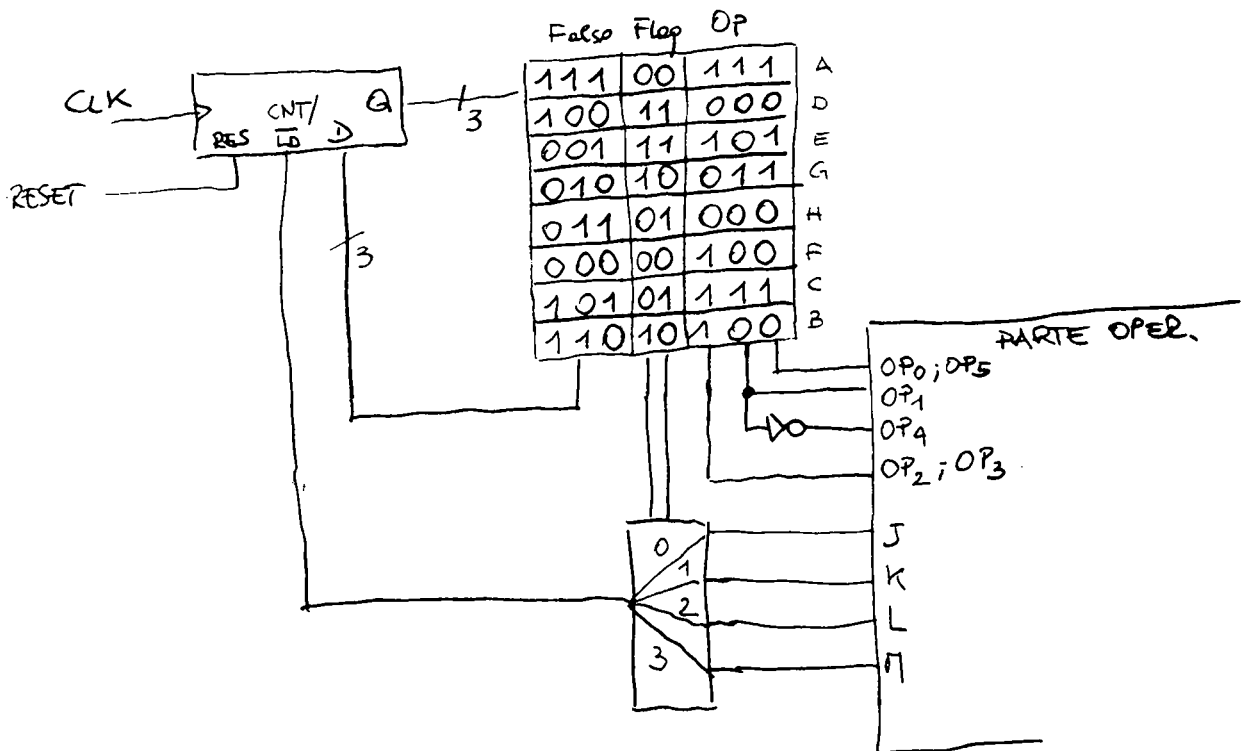 Falso Flag OP
111 00 111 A
100 11 000 D
001 11 101 E
010 10 011 G
011 01 000 H
000 00 100 F
101 01 111 C
110 10 100 B
CLK
CNT/
Q
RES LD D
3
RESET
3
PARTE OPER.
OP0 ; OP5
OP1
OP4
OP2 ; OP3
0 J
1 K
2 L
3 M